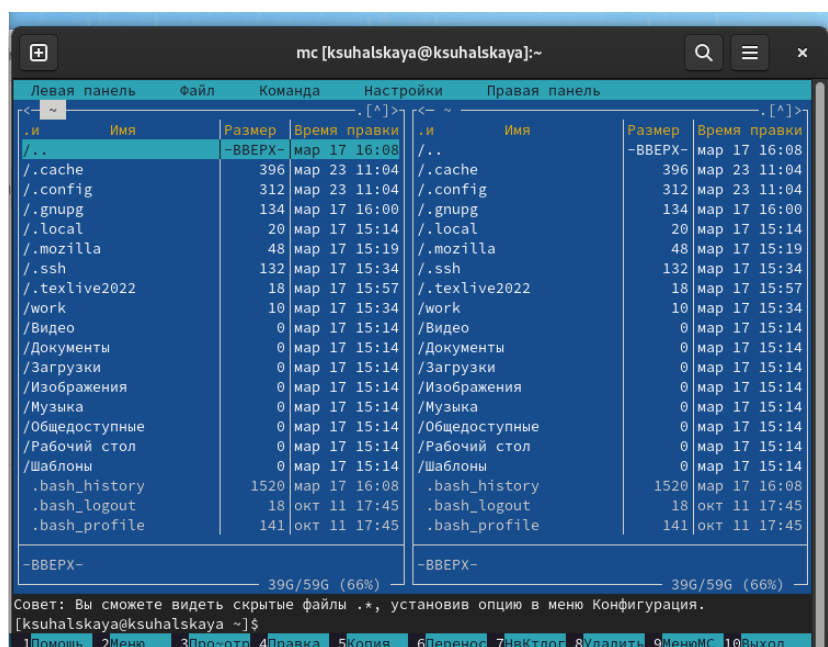 mc [ksuhalskaya@ksuhalskaya]:~
Левая панель Файл Команда Настройки Правая панель
<— ~ .[^]> <— ~ .[^]>
.и Имя Размер Время правки .и Имя Размер Время правки
/.. -ВВЕРХ- мар 17 16:08 /.. -ВВЕРХ- мар 17 16:08
/.cache 396 мар 23 11:04 /.cache 396 мар 23 11:04
/.config 312 мар 23 11:04 /.config 312 мар 23 11:04
/.gnupg 134 мар 17 16:00 /.gnupg 134 мар 17 16:00
/.local 20 мар 17 15:14 /.local 20 мар 17 15:14
/.mozilla 48 мар 17 15:19 /.mozilla 48 мар 17 15:19
/.ssh 132 мар 17 15:34 /.ssh 132 мар 17 15:34
/.texlive2022 18 мар 17 15:57 /.texlive2022 18 мар 17 15:57
/work 10 мар 17 15:34 /work 10 мар 17 15:34
/Видео 0 мар 17 15:14 /Видео 0 мар 17 15:14
/Документы 0 мар 17 15:14 /Документы 0 мар 17 15:14
/Загрузки 0 мар 17 15:14 /Загрузки 0 мар 17 15:14
/Изображения 0 мар 17 15:14 /Изображения 0 мар 17 15:14
/Музыка 0 мар 17 15:14 /Музыка 0 мар 17 15:14
/Общедоступные 0 мар 17 15:14 /Общедоступные 0 мар 17 15:14
/Рабочий стол 0 мар 17 15:14 /Рабочий стол 0 мар 17 15:14
/Шаблоны 0 мар 17 15:14 /Шаблоны 0 мар 17 15:14
.bash_history 1520 мар 17 16:08 .bash_history 1520 мар 17 16:08
.bash_logout 18 окт 11 17:45 .bash_logout 18 окт 11 17:45
.bash_profile 141 окт 11 17:45 .bash_profile 141 окт 11 17:45
-ВВЕРХ- -ВВЕРХ-
39G/59G (66%) 39G/59G (66%)
Совет: Вы сможете видеть скрытые файлы .*, установив опцию в меню Конфигурация.
[ksuhalskaya@ksuhalskaya ~]$
1Помощь 2Меню 3Про~отр 4Правка 5Копия 6Перенос 7НвКтлог 8Удалить 9МенюМС 10Выход